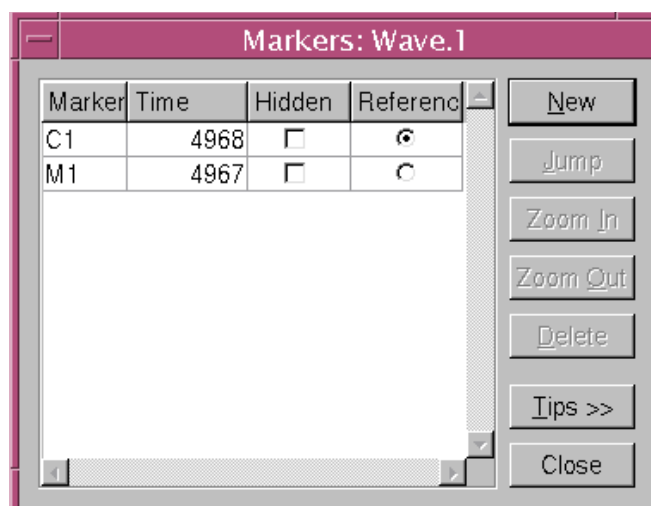 Markers: Wave.1
Marker Time Hidden Referenc
C1 4968
M1 4967
New
Jump
Zoom In
Zoom Out
Delete
Tips >>
Close